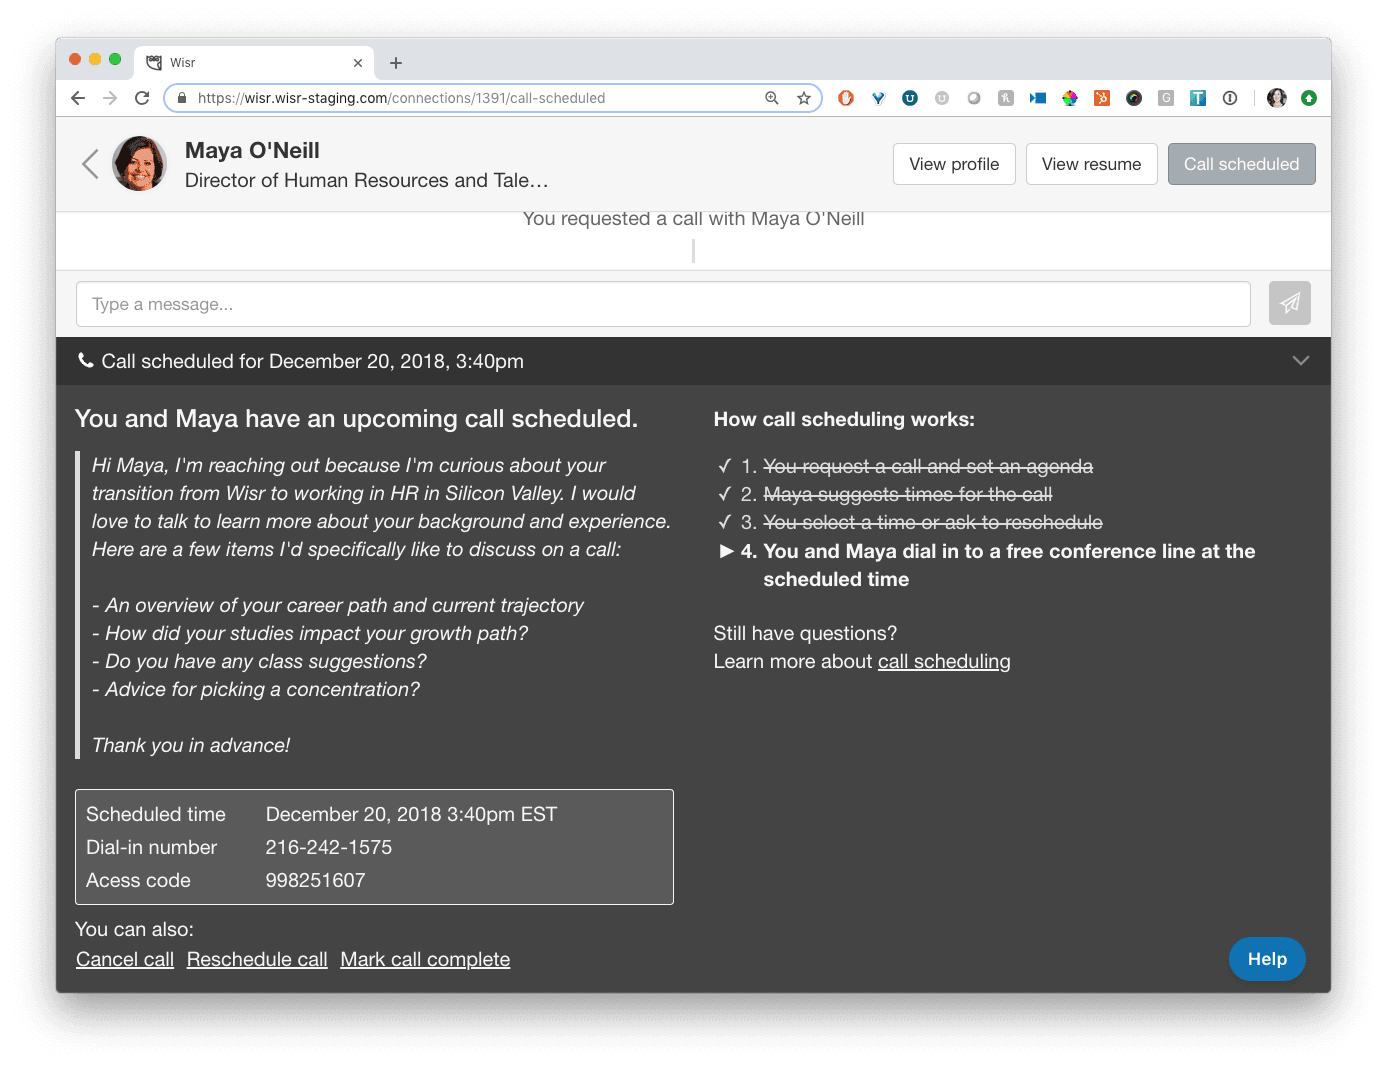 Wisr
https://wisr.wisr-staging.com/connections/1391/call-scheduled
Maya O'Neill
Director of Human Resources and Tale…
View profile
View resume
Call scheduled
You requested a call with Maya O'Neill
Type a message...
Call scheduled for December 20, 2018, 3:40pm
You and Maya have an upcoming call scheduled.
Hi Maya, I'm reaching out because I'm curious about your
transition from Wisr to working in HR in Silicon Valley. I would
love to talk to learn more about your background and experience.
Here are a few items I'd specifically like to discuss on a call:
- An overview of your career path and current trajectory
- How did your studies impact your growth path?
- Do you have any class suggestions?
- Advice for picking a concentration?
Thank you in advance!
Scheduled time December 20, 2018 3:40pm EST
Dial-in number 216-242-1575
Acess code 998251607
You can also:
Cancel call Reschedule call Mark call complete
How call scheduling works:
✓ 1. You request a call and set an agenda
✓ 2. Maya suggests times for the call
✓ 3. You select a time or ask to reschedule
▶ 4. You and Maya dial in to a free conference line at the
scheduled time
Still have questions?
Learn more about call scheduling
Help